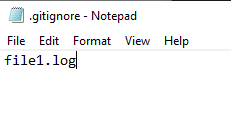 .gitignore - Notepad
File Edit Format View Help
file1.log